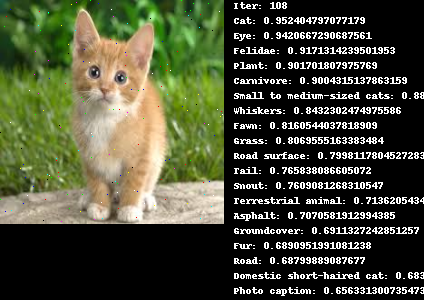 Iter: 108
Cat: 0.952404797077179
Eye: 0.9420667290687561
Felidae: 0.9171314239501953
Plant: 0.901701807975769
Carnivore: 0.9004315137863159
Small to medium-sized cats: 0.88
Whiskers: 0.8432302474975586
Fawn: 0.8160544037818909
Grass: 0.8069555163383484
Road surface: 0.7998117804527283
Tail: 0.765838086605072
Snout: 0.7609081268310547
Terrestrial animal: 0.7136205434
Asphalt: 0.7070581912994385
Groundcover: 0.6911327242851257
Fur: 0.6890951991081238
Road: 0.68799889087677
Domestic short-haired cat: 0.683
Photo caption: 0.656331300735473